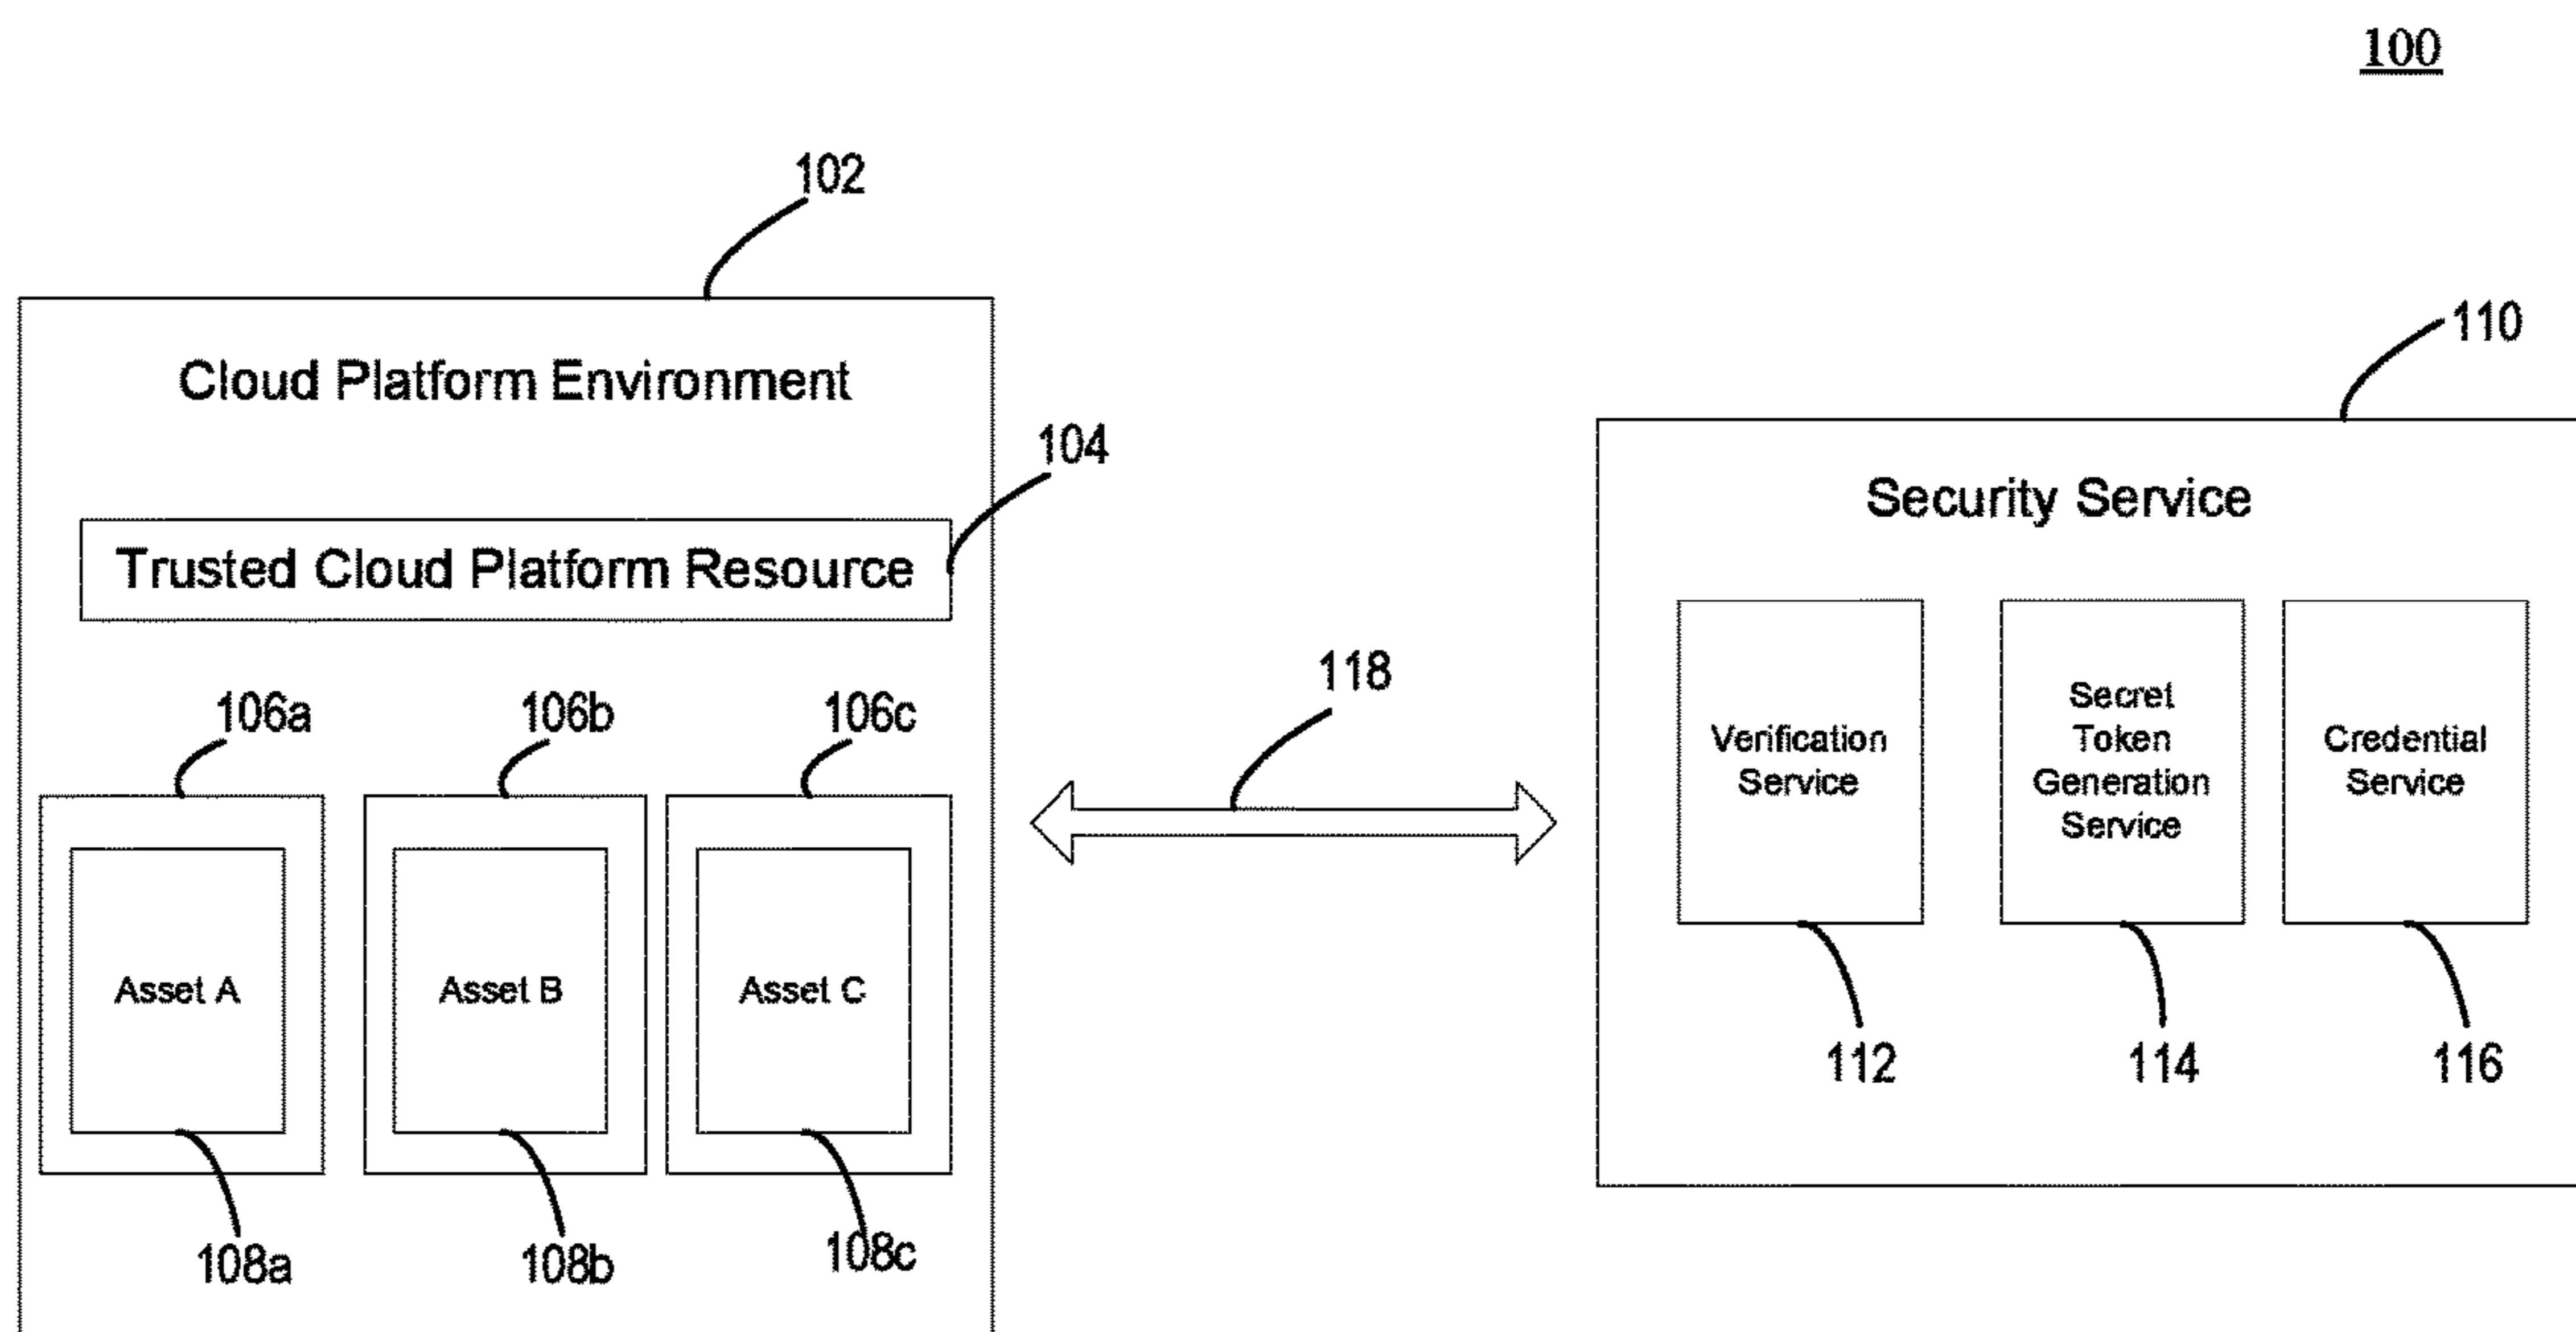 100
102
Cloud Platform Environment
104
Trusted Cloud Platform Resource
106a
106b
106c
Asset A
Asset B
Asset C
108a
108b
108c
118
110
Security Service
Verification
Service
Secret
Token
Generation
Service
Credential
Service
112
114
116